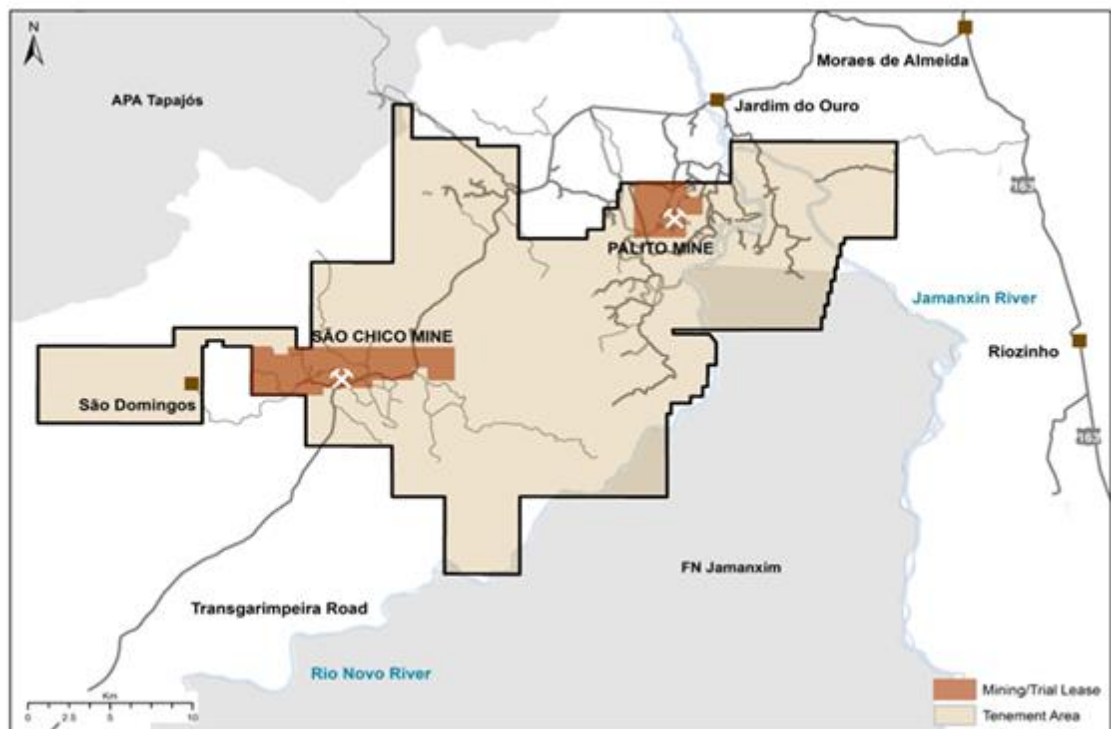 N
Moraes de Almeida
APA Tapajós
Jardim do Ouro
163
PALITO MINE
Jamanxin River
SÃO CHICO MINE
Riozinho
São Domingos
163
FN Jamanxim
Transgarimpeira Road
Rio Novo River
Km
0 2.5 5 10
Mining/Trial Lease
Tenement Area